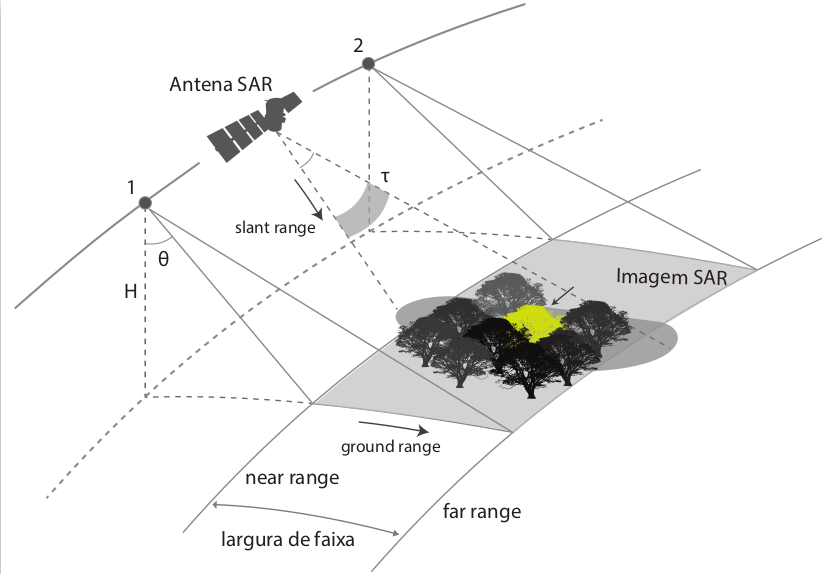 2
Antena SAR
τ
1
slant range
θ
H
Imagem SAR
ground range
near range
far range
largura de faixa